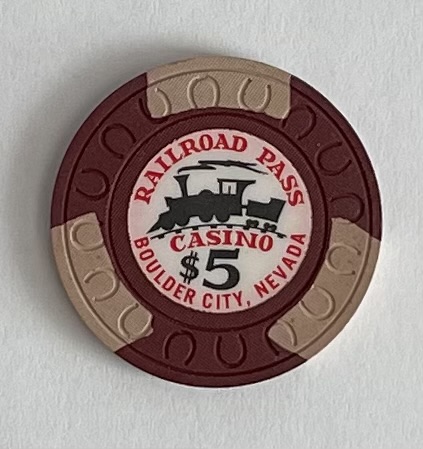 RAILROAD PASS
CASINO
$5
BOULDER CITY, NEVADA